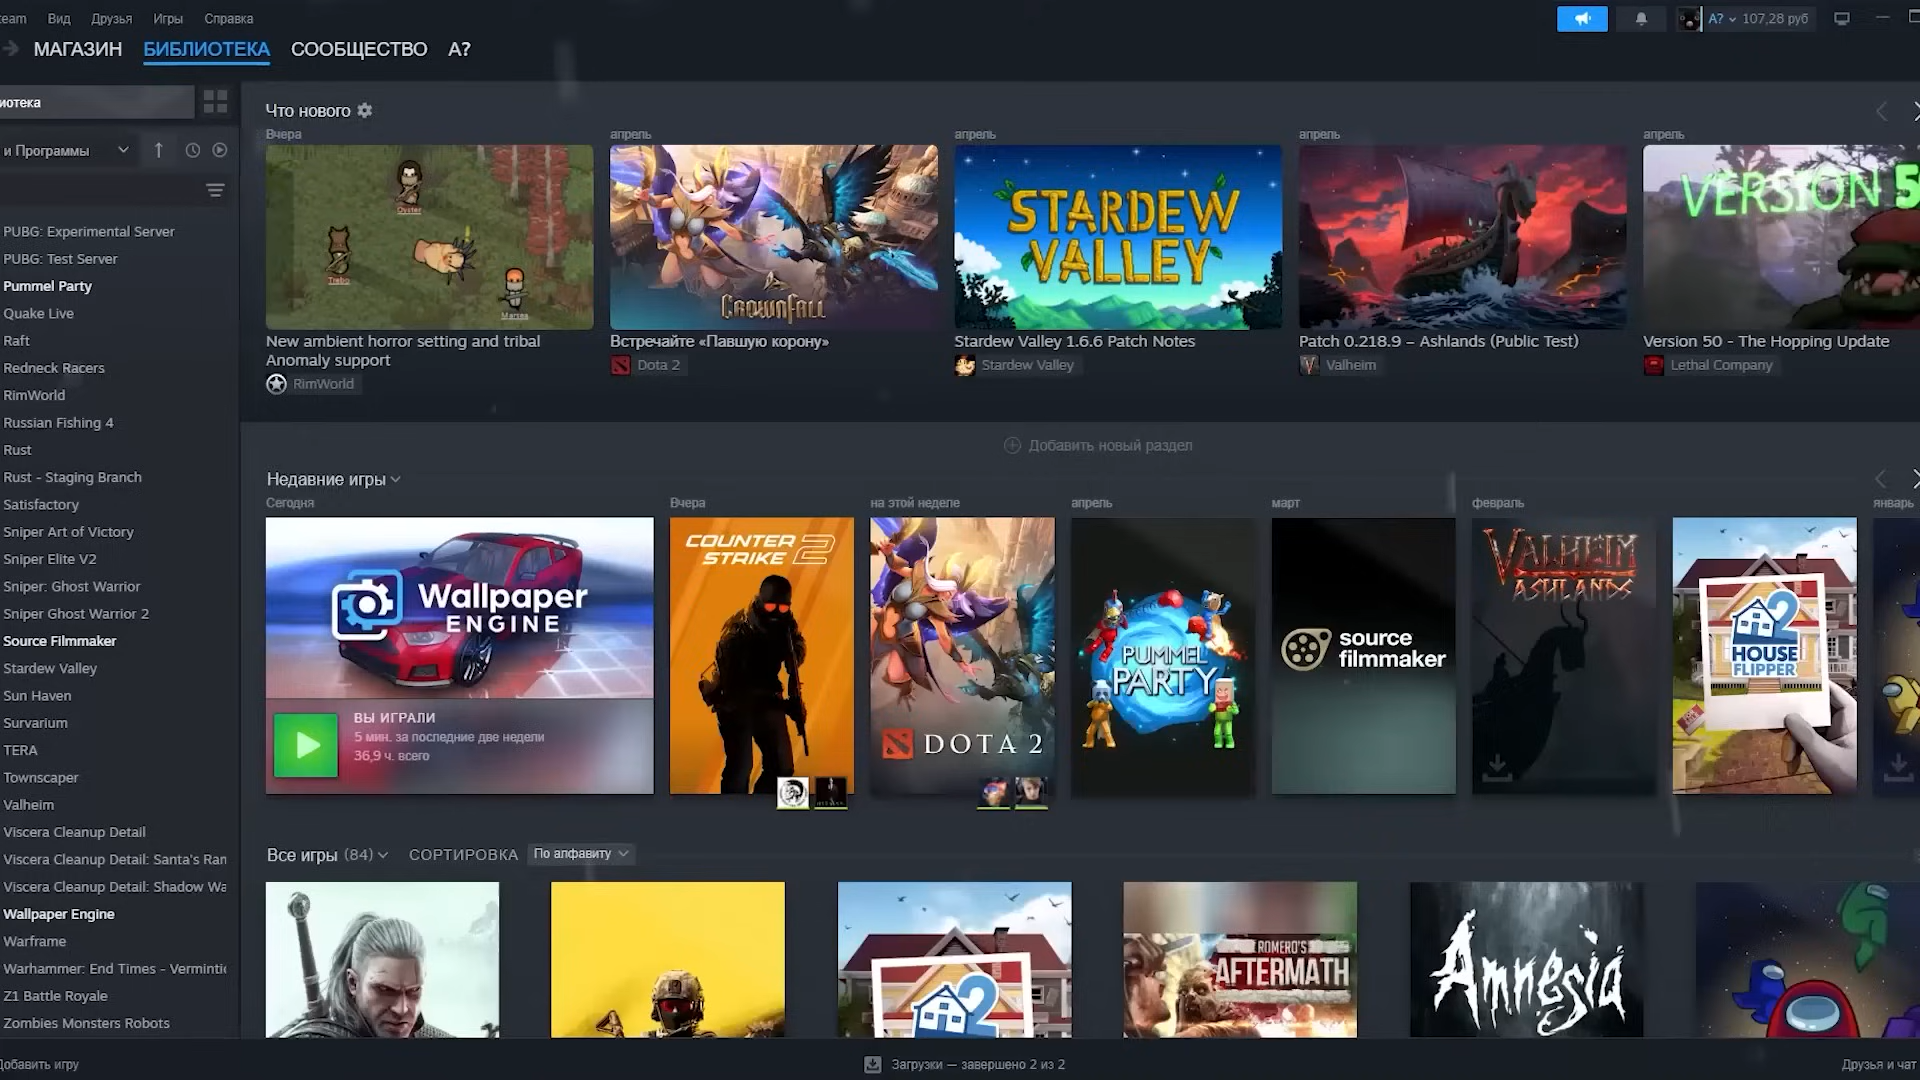 team Вид Друзья Игры Справка
А? 107,28 руб
МАГАЗИН БИБЛИОТЕКА СООБЩЕСТВО А?
иотека
и Программы
PUBG: Experimental Server
PUBG: Test Server
Pummel Party
Quake Live
Raft
Redneck Racers
RimWorld
Russian Fishing 4
Rust
Rust - Staging Branch
Satisfactory
Sniper Art of Victory
Sniper Elite V2
Sniper: Ghost Warrior
Sniper Ghost Warrior 2
Source Filmmaker
Stardew Valley
Sun Haven
Survarium
TERA
Townscaper
Valheim
Viscera Cleanup Detail
Viscera Cleanup Detail: Santa's Ram
Viscera Cleanup Detail: Shadow Wa
Wallpaper Engine
Warframe
Warhammer: End Times - Vermintic
Z1 Battle Royale
Zombies Monsters Robots
Что нового
Вчера
апрель
апрель
апрель
апрель
Oyster
Marcea
CROWNFALL
STARDEW
VALLEY
VERSION 5
New ambient horror setting and tribal
Anomaly support
RimWorld
Встречайте «Павшую корону»
Dota 2
Stardew Valley 1.6.6 Patch Notes
Stardew Valley
Patch 0.218.9 – Ashlands (Public Test)
Valheim
Version 50 - The Hopping Update
Lethal Company
Добавить новый раздел
Недавние игры
Сегодня
Вчера
на этой неделе
апрель
март
февраль
январь
Wallpaper
ENGINE
ВЫ ИГРАЛИ
5 мин. за последние две недели
36,9 ч. всего
COUNTER
STRIKE 2
DOTA 2
PUMMEL
PARTY
source
filmmaker
VALHEIM
ASHLANDS
2
HOUSE
FLIPPER
Все игры (84) СОРТИРОВКА По алфавиту
2
ROMERO'S
AFTERMATH
Amnesia
Добавить игру
Загрузки — завершено 2 из 2
Друзья и чат